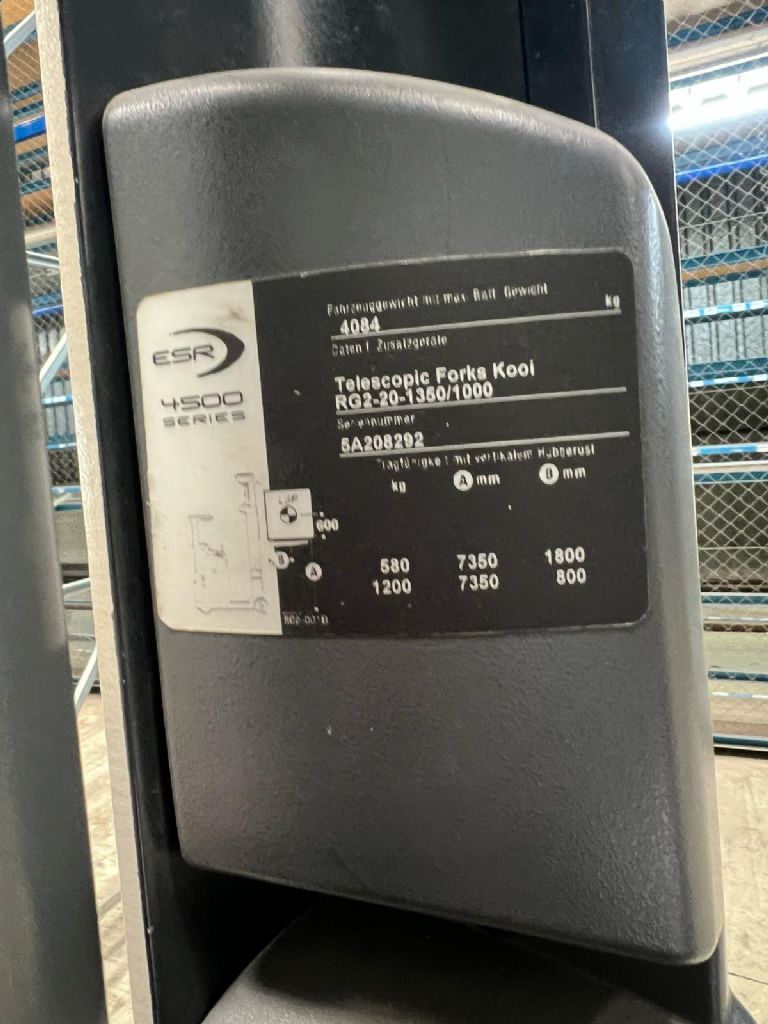 Fahrzeuggewicht mit max. Batt. Gewicht
kg
4084
Daten f. Zusatzgeräte
Telescopic Forks Kooi
RG2-20-1350/1000
Seriennummer
5A208292
Tragfähigkeit mit vertikalem Hubgerüst
kg A mm B mm
580 7350 1800
1200 7350 800
ESR
4500
SERIES
600
B
A